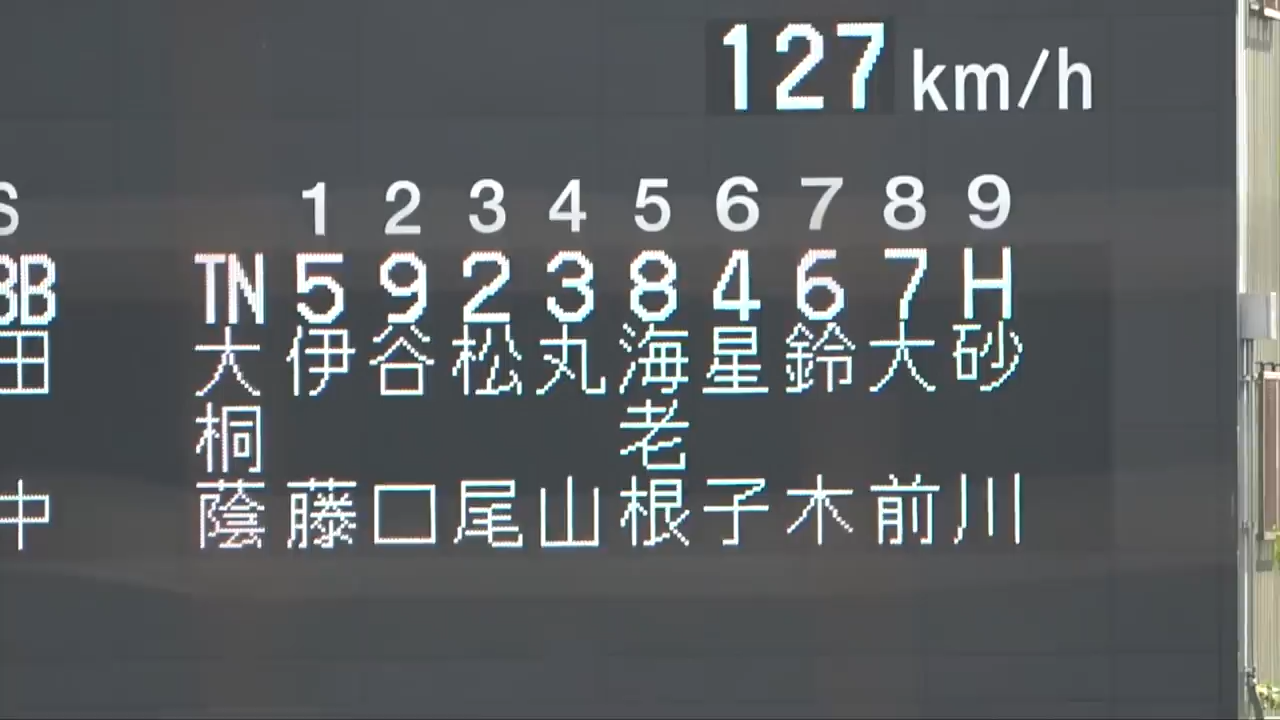 127 km/h
S 1 2 3 4 5 6 7 8 9
BB TN 5 9 2 3 8 4 6 7 H
田 大桐蔭 伊藤 谷口 松尾 丸山 海老根 星子 鈴木 大前 砂川
中